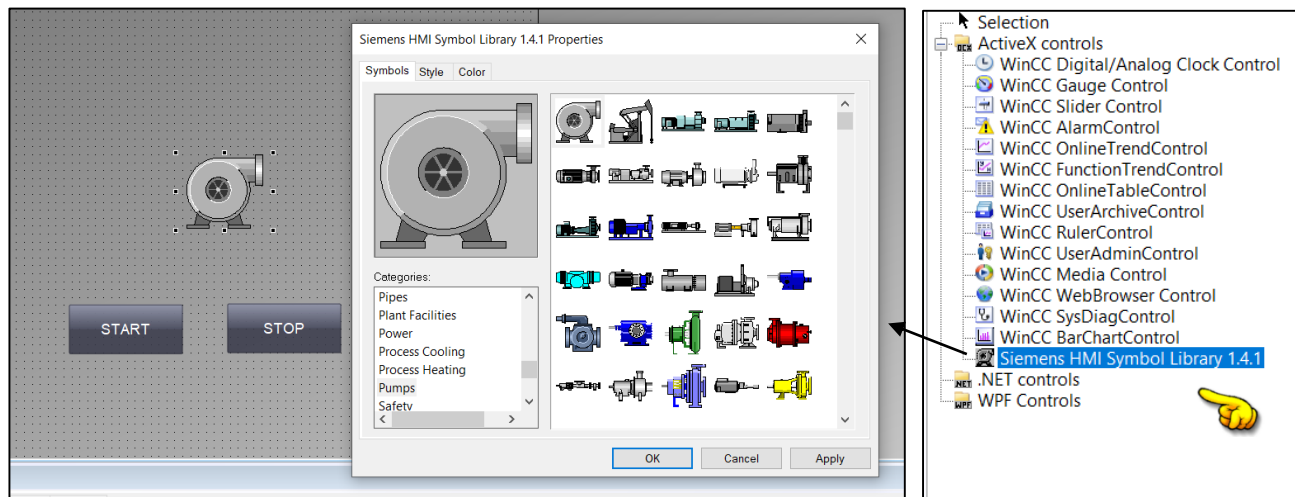 Siemens HMI Symbol Library 1.4.1 Properties
Symbols Style Color
Categories:
Pipes
Plant Facilities
Power
Process Cooling
Process Heating
Pumps
Safety
START
STOP
OK Cancel Apply
Selection
OCX ActiveX controls
WinCC Digital/Analog Clock Control
WinCC Gauge Control
WinCC Slider Control
WinCC AlarmControl
WinCC OnlineTrendControl
WinCC FunctionTrendControl
WinCC OnlineTableControl
WinCC UserArchiveControl
WinCC RulerControl
WinCC UserAdminControl
WinCC Media Control
WinCC WebBrowser Control
WinCC SysDiagControl
WinCC BarChartControl
Siemens HMI Symbol Library 1.4.1
.NET .NET controls
WPF WPF Controls